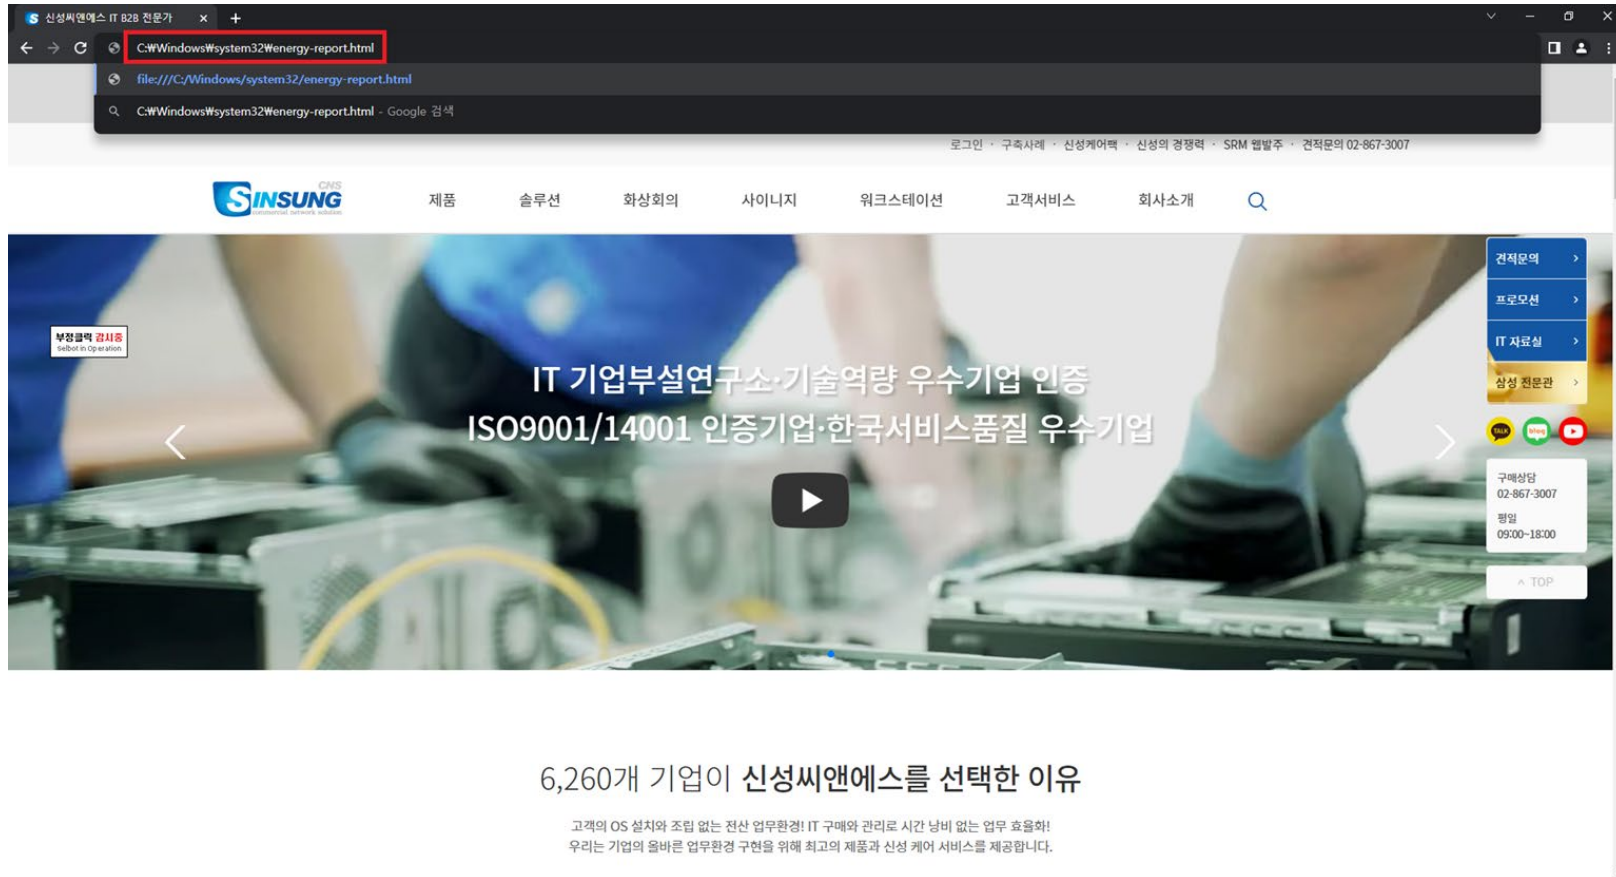 신성씨앤에스 IT B2B 전문가
C:₩Windows₩system32₩energy-report.html
file:///C:/Windows/system32/energy-report.html
C:₩Windows₩system32₩energy-report.html - Google 검색
로그인 · 구축사례 · 신성케어팩 · 신성의 경쟁력 · SRM 웹발주 · 견적문의 02-867-3007
SINSUNG CNS
commercial network solution
제품 솔루션 화상회의 사이니지 워크스테이션 고객서비스 회사소개
견적문의
프로모션
IT 자료실
삼성 전문관
부정클릭 감시중
Selbot in Operation
IT 기업부설연구소·기술역량 우수기업 인증
ISO9001/14001 인증기업·한국서비스품질 우수기업
TALK blog
구매상담
02-867-3007
평일
09:00~18:00
^ TOP
6,260개 기업이 신성씨앤에스를 선택한 이유
고객의 OS 설치와 조립 없는 전산 업무환경! IT 구매와 관리로 시간 낭비 없는 업무 효율화!
우리는 기업의 올바른 업무환경 구현을 위해 최고의 제품과 신성 케어 서비스를 제공합니다.